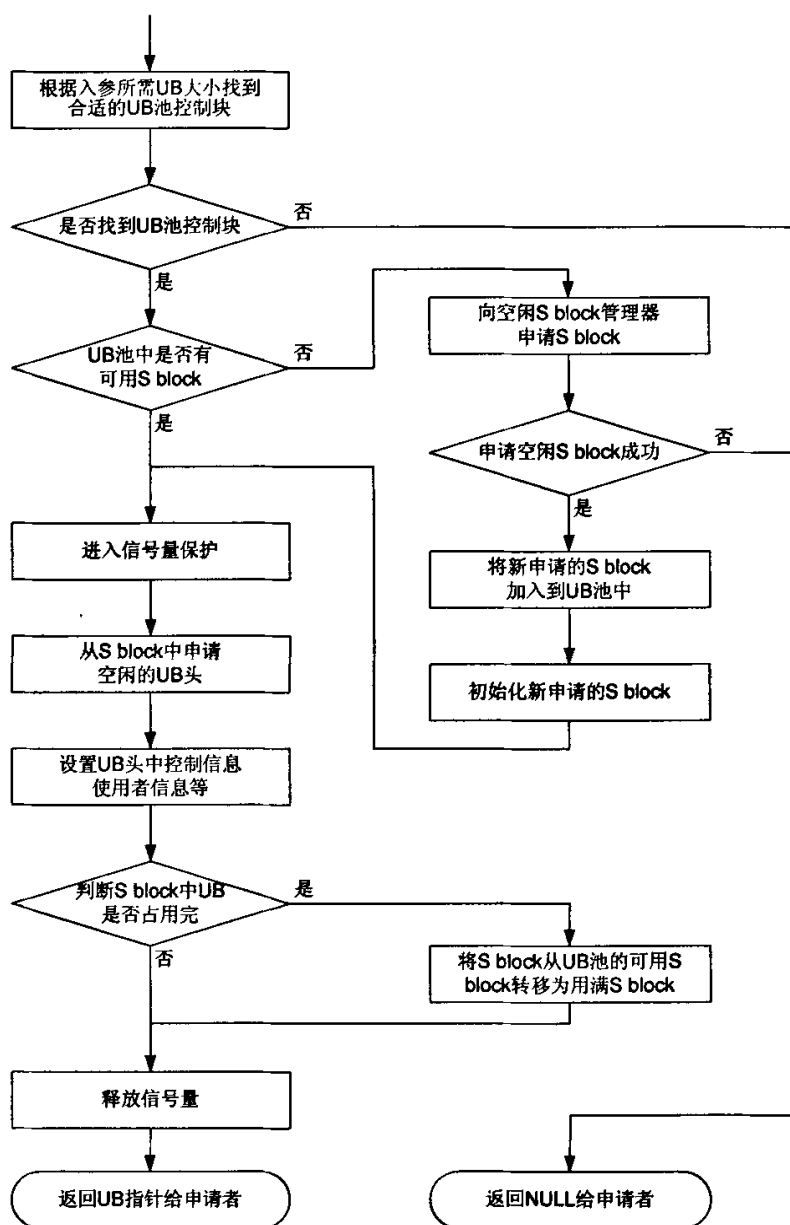 根据入参所需UB大小找到
合适的UB池控制块
是否找到UB池控制块
否
是
UB池中是否有
可用S block
否
是
向空闲S block管理器
申请S block
申请空闲S block成功
否
是
将新申请的S block
加入到UB池中
初始化新申请的S block
进入信号量保护
从S block中申请
空闲的UB头
设置UB头中控制信息
使用者信息等
判断S block中UB
是否占用完
是
否
将S block从UB池的可用S
block转移为用满S block
释放信号量
返回UB指针给申请者
返回NULL给申请者